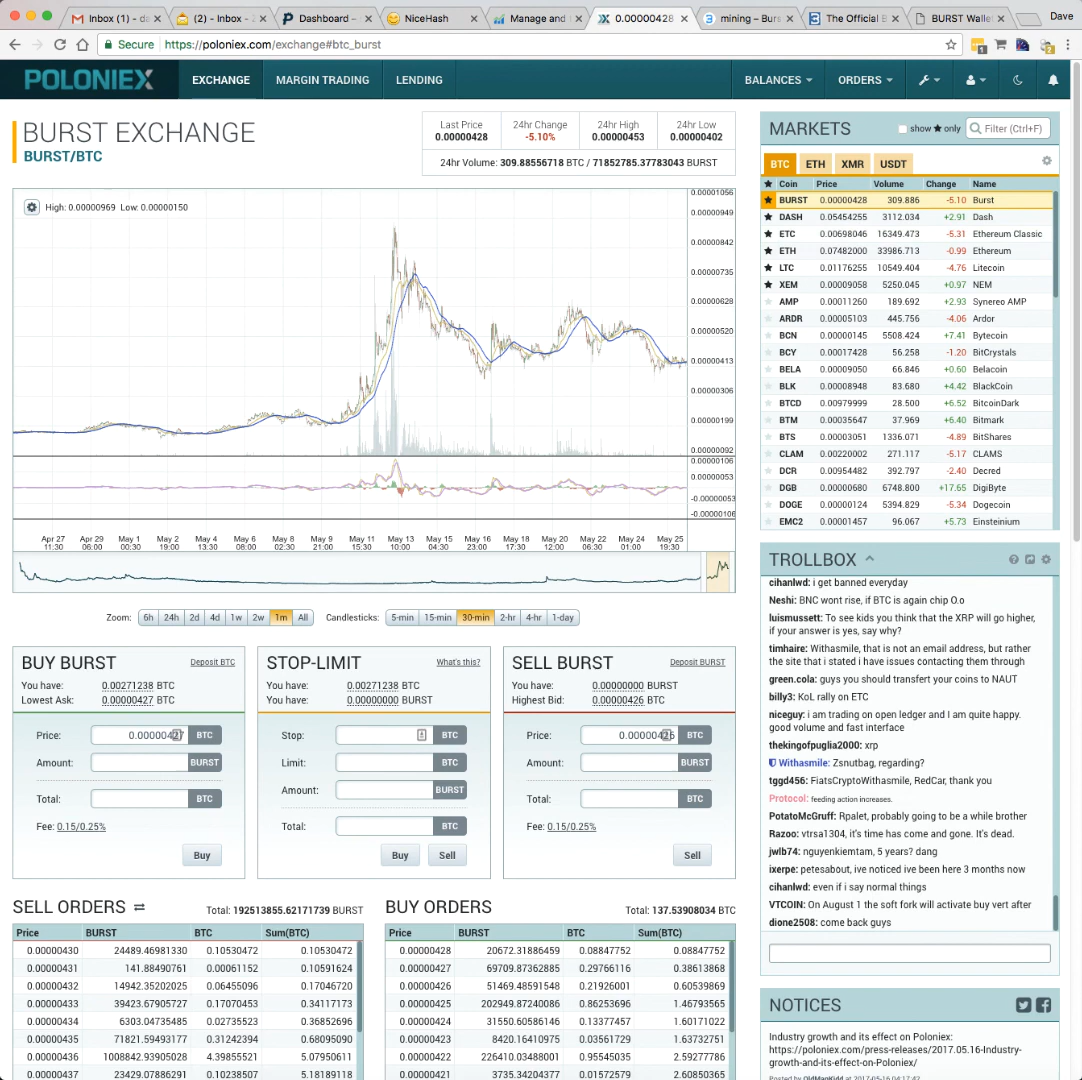 Inbox (1) - da
(2) - Inbox - Z
Dashboard –
NiceHash
Manage and
0.00000428
mining – Burs
The Official B
BURST Walle
Dave
Secure https://poloniex.com/exchange#btc_burst
POLONIEX
EXCHANGE
MARGIN TRADING
LENDING
BALANCES
ORDERS
BURST EXCHANGE
BURST/BTC
Last Price
0.00000428
24hr Change
-5.10%
24hr High
0.00000453
24hr Low
0.00000402
24hr Volume: 309.88556718 BTC / 71852785.37783043 BURST
High: 0.00000969 Low: 0.00000150
0.00001056
0.00000949
0.00000842
0.00000735
0.00000628
0.00000520
0.00000413
0.00000306
0.00000199
0.00000092
0.00000106
0.00000053
-0.00000053
-0.00000106
Apr 27 11:30
Apr 29 06:00
May 1 00:30
May 2 19:00
May 4 13:30
May 6 08:00
May 8 02:30
May 9 21:00
May 11 15:30
May 13 10:00
May 15 04:30
May 16 23:00
May 18 17:30
May 20 12:00
May 22 06:30
May 24 01:00
May 25 19:30
Zoom: 6h 24h 2d 4d 1w 2w 1m All
Candlesticks: 5-min 15-min 30-min 2-hr 4-hr 1-day
BUY BURST
Deposit BTC
You have: 0.00271238 BTC
Lowest Ask: 0.00000427 BTC
Price: 0.00000427 BTC
Amount: BURST
Total: BTC
Fee: 0.15/0.25%
Buy
STOP-LIMIT
What's this?
You have: 0.00271238 BTC
You have: 0.00000000 BURST
Stop: BTC
Limit: BTC
Amount: BURST
Total: BTC
Buy
Sell
SELL BURST
Deposit BURST
You have: 0.00000000 BURST
Highest Bid: 0.00000426 BTC
Price: 0.00000426 BTC
Amount: BURST
Total: BTC
Fee: 0.15/0.25%
Sell
SELL ORDERS
Total: 192513855.62171739 BURST
Price BURST BTC Sum(BTC)
0.00000430 24489.46981330 0.10530472 0.10530472
0.00000431 141.88490761 0.00061152 0.10591624
0.00000432 14942.35202025 0.06455096 0.17046720
0.00000433 39423.67905727 0.17070453 0.34117173
0.00000434 6303.04735485 0.02735523 0.36852696
0.00000435 71821.59493177 0.31242394 0.68095090
0.00000436 1008842.93905028 4.39855521 5.07950611
0.00000437 23429.07886291 0.10238507 5.18189118
BUY ORDERS
Total: 137.53908034 BTC
Price BURST BTC Sum(BTC)
0.00000428 20672.31886459 0.08847752 0.08847752
0.00000427 69709.87362885 0.29766116 0.38613868
0.00000426 51469.48591548 0.21926001 0.60539869
0.00000425 202949.87240086 0.86253696 1.46793565
0.00000424 31550.60586146 0.13377457 1.60171022
0.00000423 8420.16410975 0.03561729 1.63732751
0.00000422 226410.03488001 0.95545035 2.59277786
0.00000421 3735.34204377 0.01572579 2.60850365
MARKETS
show ★ only
Filter (Ctrl+F)
BTC ETH XMR USDT
★ Coin Price Volume Change Name
★ BURST 0.00000428 309.886 -5.10 Burst
★ DASH 0.05454255 3112.034 +2.91 Dash
★ ETC 0.00698046 16349.473 -5.31 Ethereum Classic
★ ETH 0.07482000 33986.713 -0.99 Ethereum
★ LTC 0.01176255 10549.404 -4.76 Litecoin
★ XEM 0.00009058 5250.045 +0.97 NEM
★ AMP 0.00011260 189.692 +2.93 Synereo AMP
★ ARDR 0.00005103 445.756 -4.06 Ardor
★ BCN 0.00000145 5508.424 +7.41 Bytecoin
★ BCY 0.00017428 56.258 -1.20 BitCrystals
★ BELA 0.00009050 66.846 +0.60 Belacoin
★ BLK 0.00008948 83.680 +4.42 BlackCoin
★ BTCD 0.00979999 28.500 +6.52 BitcoinDark
★ BTM 0.00035647 37.969 +6.40 Bitmark
★ BTS 0.00003051 1336.071 -4.89 BitShares
★ CLAM 0.00220002 271.117 -5.17 CLAMS
★ DCR 0.00954482 392.797 -2.40 Decred
★ DGB 0.00000680 6748.800 +17.65 DigiByte
★ DOGE 0.00000124 5394.829 -5.34 Dogecoin
★ EMC2 0.00001457 96.067 +5.73 Einsteinium
TROLLBOX
cihanlwd: i get banned everyday
Neshi: BNC wont rise, if BTC is again chip O.o
luismussett: To see kids you think that the XRP will go higher,
if your answer is yes, say why?
timhaire: Withasmile, that is not an email address, but rather
the site that i stated i have issues contacting them through
green.cola: guys you should transfert your coins to NAUT
billy3: KoL rally on ETC
niceguy: i am trading on open ledger and I am quite happy.
good volume and fast interface
thekingofpuglia2000: xrp
Withasmile: Zsnutbag, regarding?
tggd456: FiatsCryptoWithasmile, RedCar, thank you
Protocol: feeding action increases.
PotatoMcGruff: Rpalet, probably going to be a while brother
Razoo: vtrsa1304, it's time has come and gone. It's dead.
jwlb74: nguyenkiemtam, 5 years? dang
ixerpe: petesabout, ive noticed ive been here 3 months now
cihanlwd: even if i say normal things
VTCOIN: On August 1 the soft fork will activate buy vert after
dione2508: come back guys
NOTICES
Industry growth and its effect on Poloniex:
https://poloniex.com/press-releases/2017.05.16-Industry-
growth-and-its-effect-on-Poloniex/
Posted by OldManKidd at 2017-05-16 04:17:42